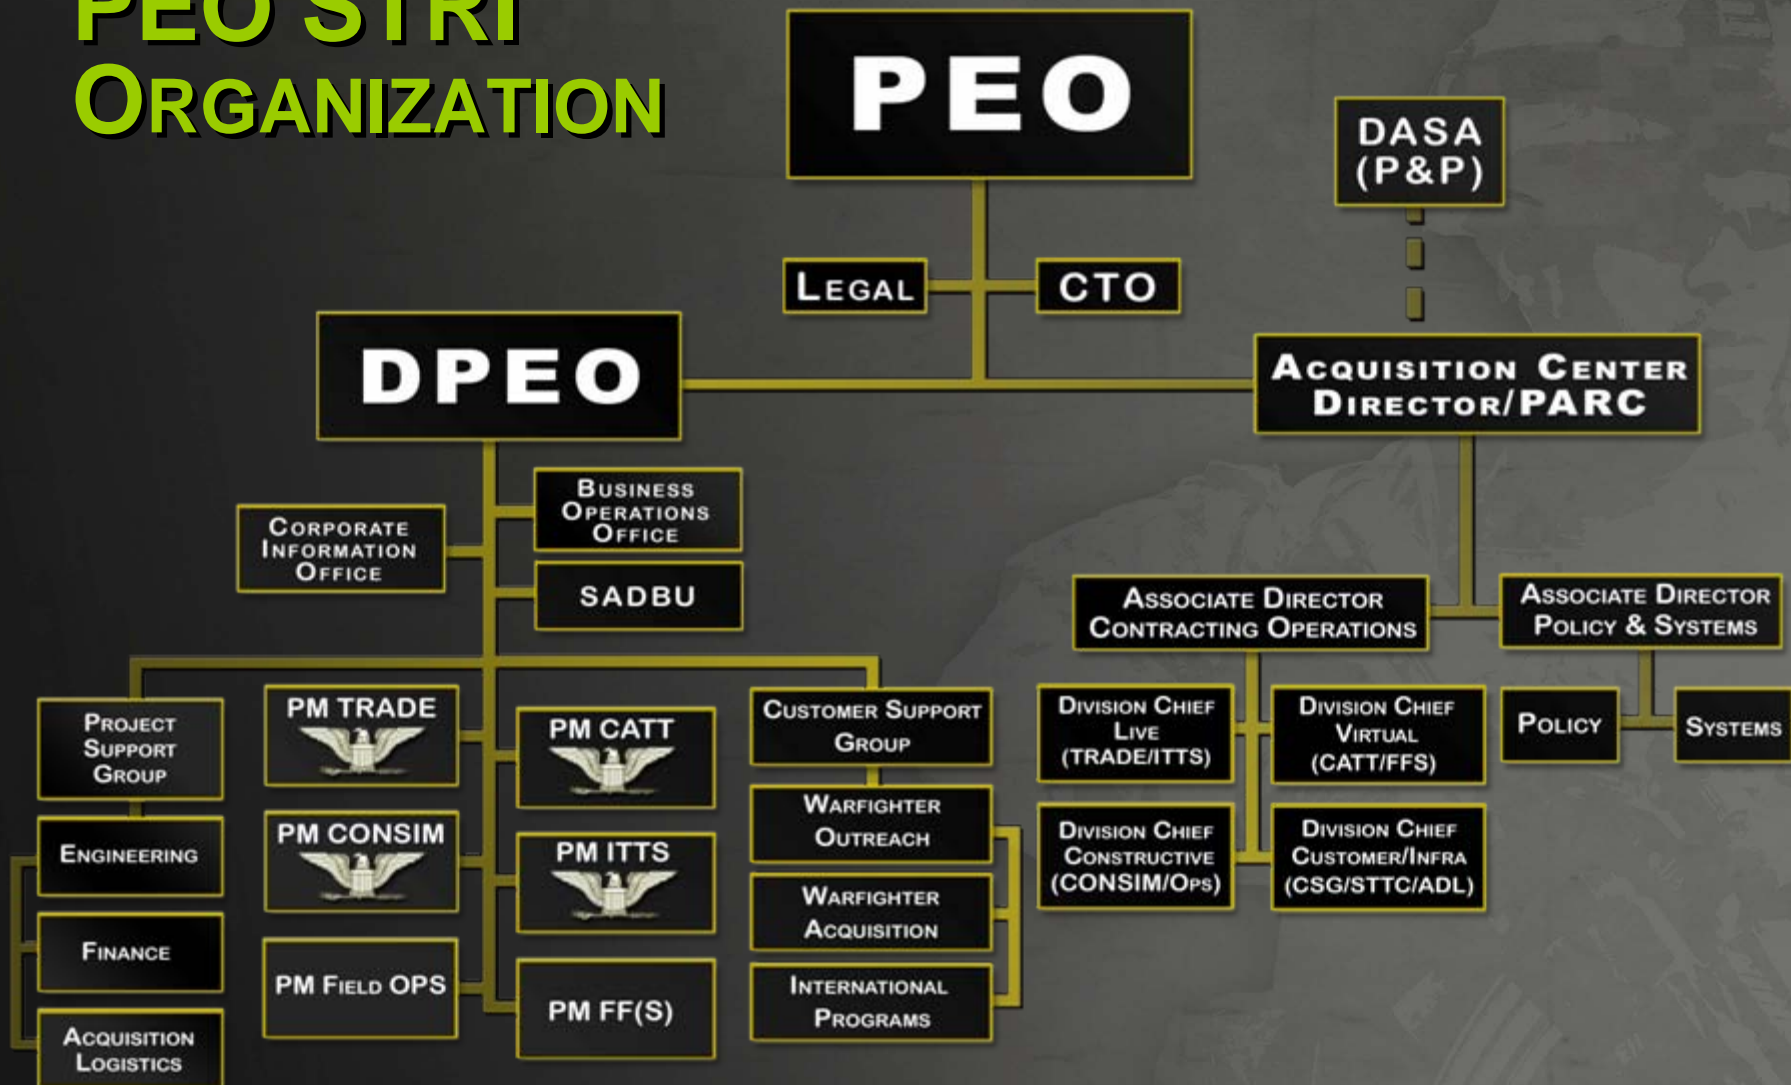 PEO STRI
ORGANIZATION
PEO
DASA
(P&P)
LEGAL
CTO
DPEO
ACQUISITION CENTER
DIRECTOR/PARC
CORPORATE
INFORMATION
OFFICE
BUSINESS
OPERATIONS
OFFICE
SADBU
ASSOCIATE DIRECTOR
CONTRACTING OPERATIONS
ASSOCIATE DIRECTOR
POLICY & SYSTEMS
PROJECT
SUPPORT
GROUP
PM TRADE
PM CATT
CUSTOMER SUPPORT
GROUP
DIVISION CHIEF
LIVE
(TRADE/ITTS)
DIVISION CHIEF
VIRTUAL
(CATT/FFS)
POLICY
SYSTEMS
ENGINEERING
PM CONSIM
PM ITTS
WARFIGHTER
OUTREACH
DIVISION CHIEF
CONSTRUCTIVE
(CONSIM/OPS)
DIVISION CHIEF
CUSTOMER/INFRA
(CSG/STTC/ADL)
FINANCE
WARFIGHTER
ACQUISITION
PM FIELD OPS
PM FF(S)
INTERNATIONAL
PROGRAMS
ACQUISITION
LOGISTICS